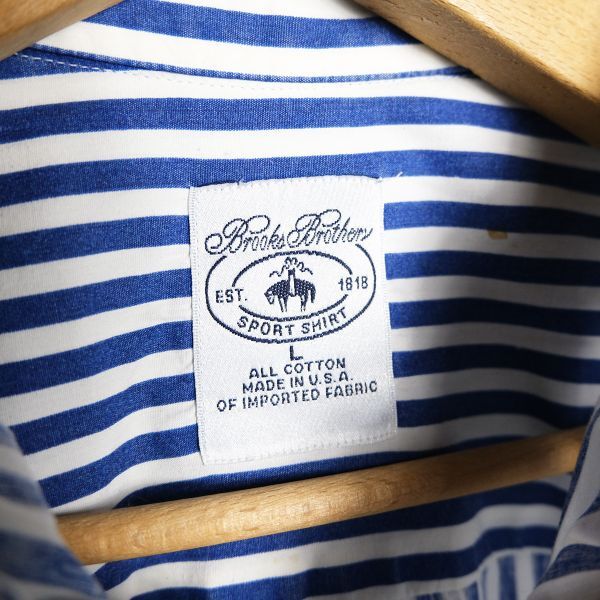 Brooks Brothers
EST. 1818
SPORT SHIRT
L
ALL COTTON
MADE IN U.S.A.
OF IMPORTED FABRIC